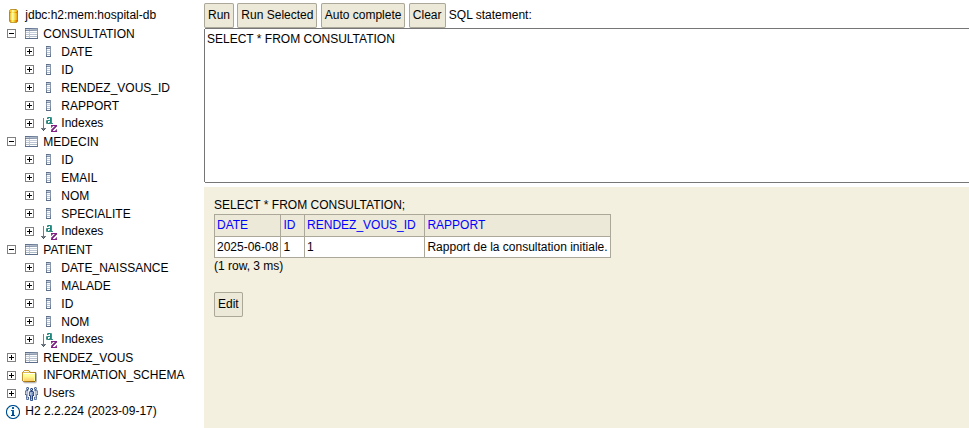 jdbc:h2:mem:hospital-db
CONSULTATION
DATE
ID
RENDEZ_VOUS_ID
RAPPORT
Indexes
MEDECIN
ID
EMAIL
NOM
SPECIALITE
Indexes
PATIENT
DATE_NAISSANCE
MALADE
ID
NOM
Indexes
RENDEZ_VOUS
INFORMATION_SCHEMA
Users
H2 2.2.224 (2023-09-17)
Run Run Selected Auto complete Clear SQL statement:
SELECT * FROM CONSULTATION
SELECT * FROM CONSULTATION;
DATE ID RENDEZ_VOUS_ID RAPPORT
2025-06-08 1 1 Rapport de la consultation initiale.
(1 row, 3 ms)
Edit